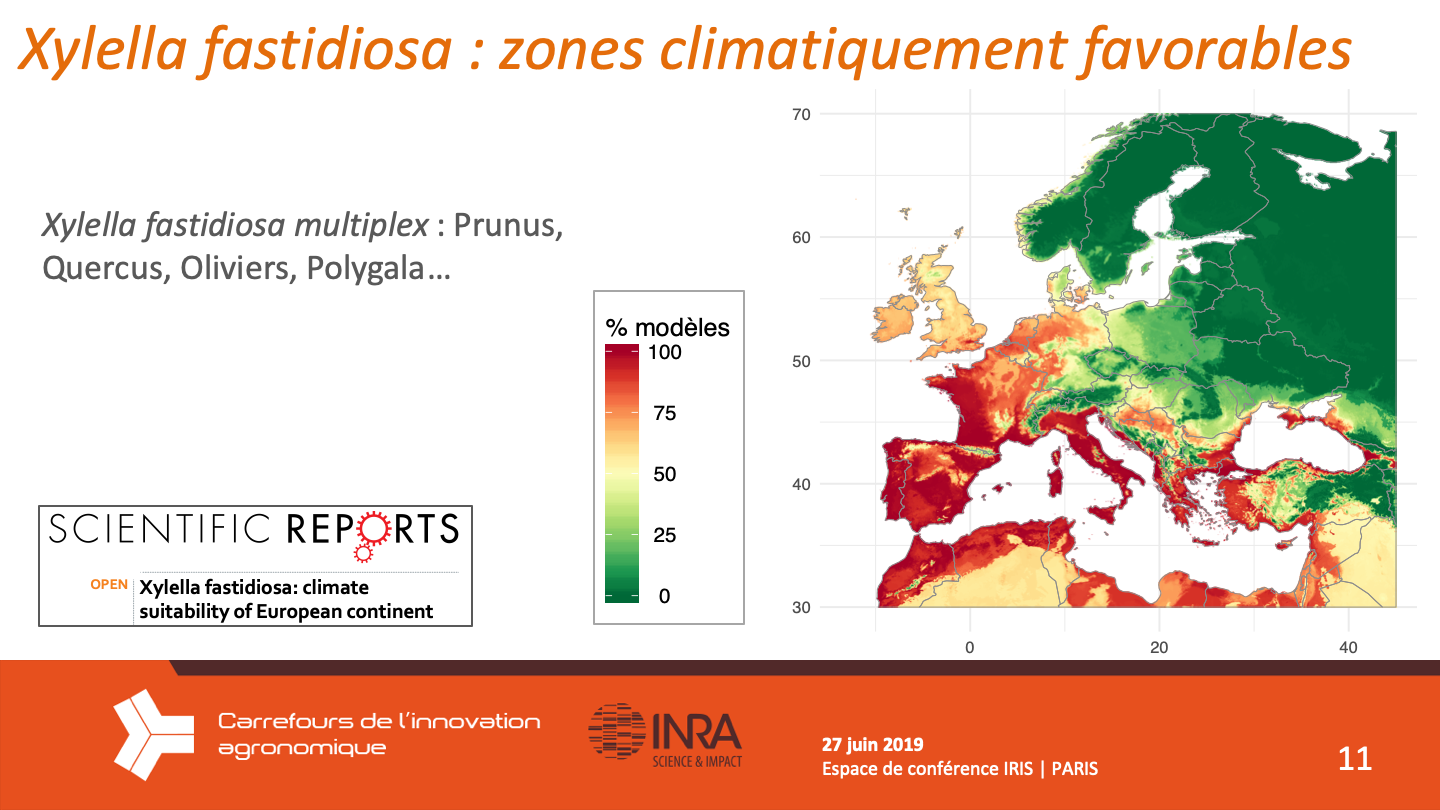 Xylella fastidiosa : zones climatiquement favorables
Xylella fastidiosa multiplex : Prunus,
Quercus, Oliviers, Polygala…
% modèles
100
75
50
25
0
70
60
50
40
30
0
20
40
SCIENTIFIC REPORTS
OPEN
Xylella fastidiosa: climate
suitability of European continent
Carrefours de l'innovation
agronomique
INRA
SCIENCE & IMPACT
27 juin 2019
Espace de conférence IRIS | PARIS
11